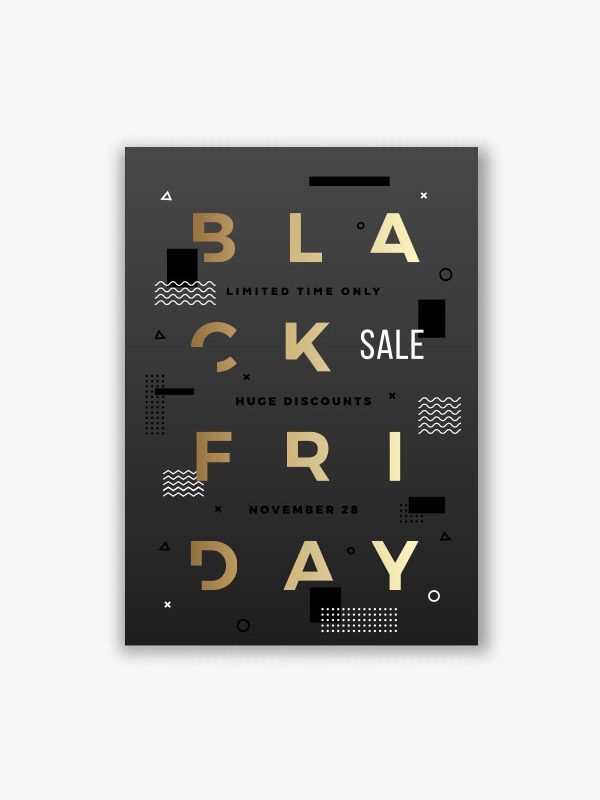 BLA
LIMITED TIME ONLY
CK SALE
HUGE DISCOUNTS
FRI
NOVEMBER 28
DAY